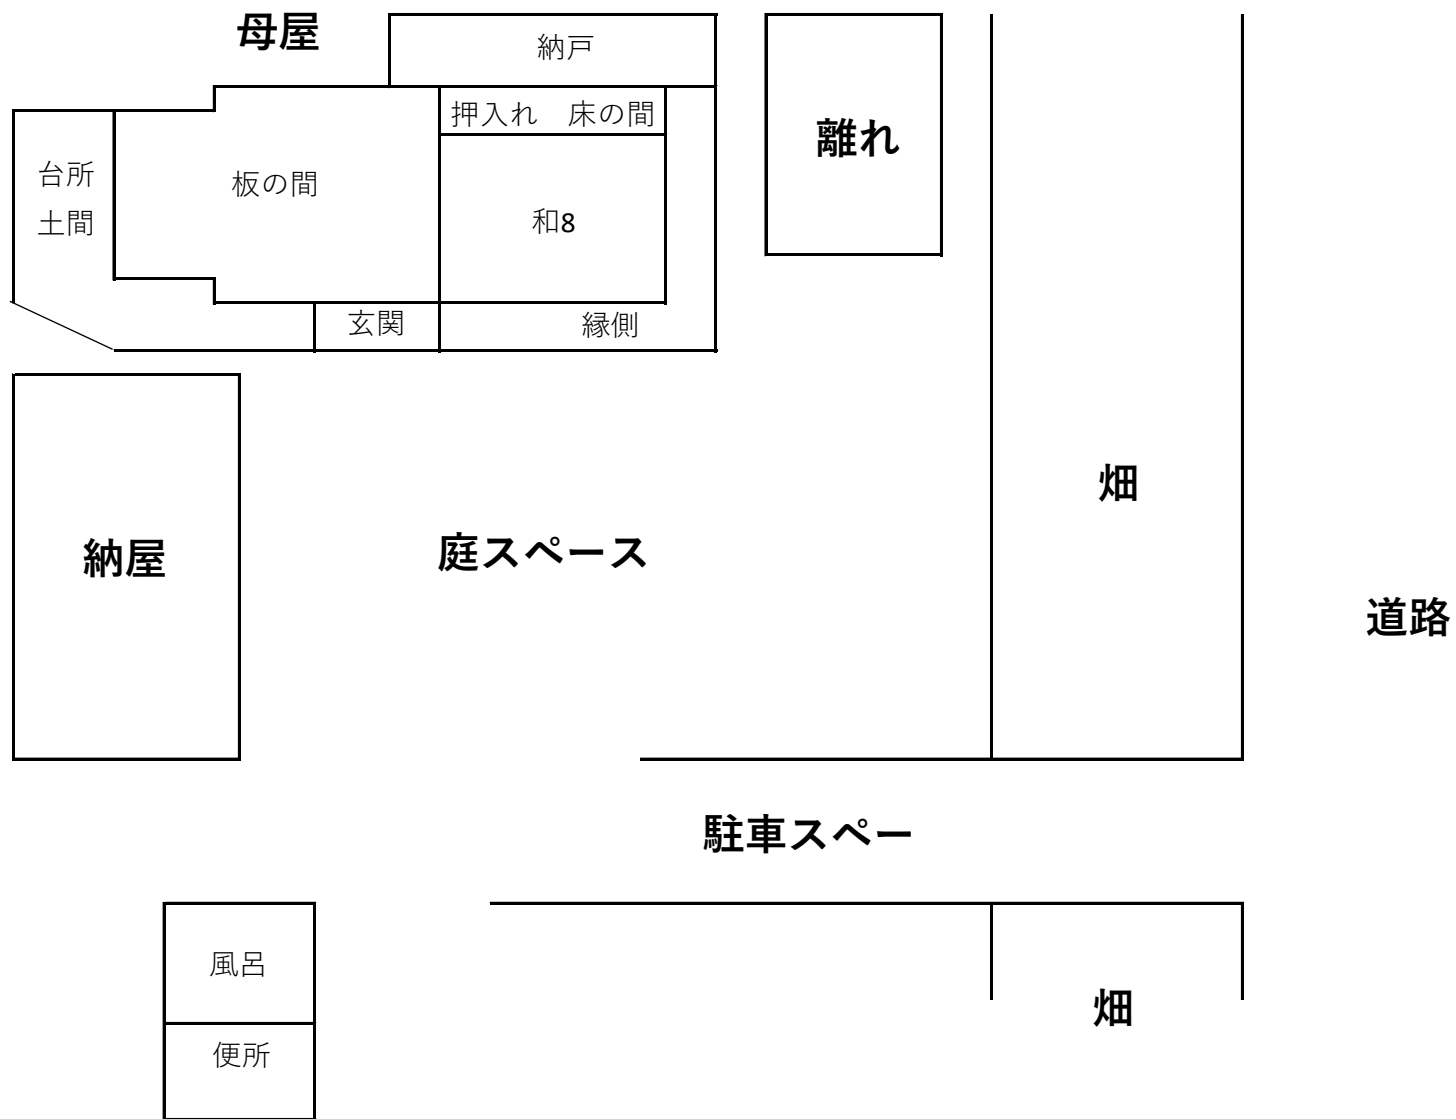 母屋
納戸
押入れ 床の間
離れ
台所
土間
板の間
和8
玄関
縁側
畑
納屋
庭スペース
道路
駐車スペー
風呂
畑
便所